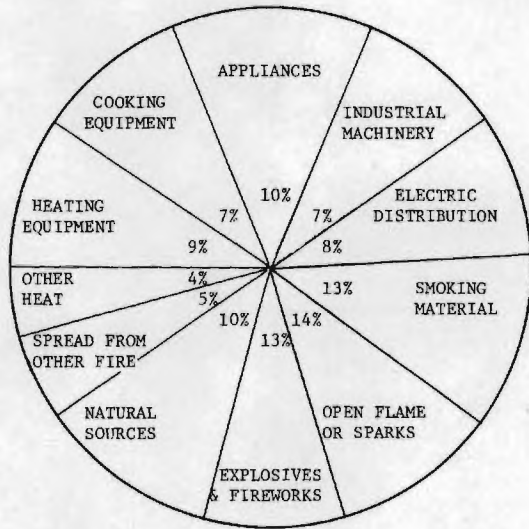 APPLIANCES
10%
INDUSTRIAL
MACHINERY
7%
ELECTRIC
DISTRIBUTION
8%
SMOKING
MATERIAL
13%
OPEN FLAME
OR SPARKS
14%
EXPLOSIVES
& FIREWORKS
13%
NATURAL
SOURCES
10%
SPREAD FROM
OTHER FIRE
5%
OTHER
HEAT
4%
HEATING
EQUIPMENT
9%
COOKING
EQUIPMENT
7%